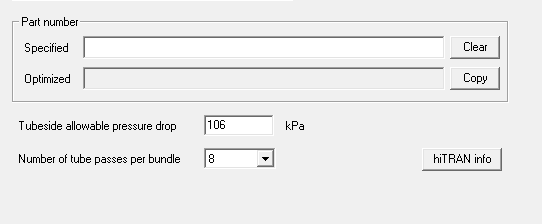 Part number
Specified
Clear
Optimized
Copy
Tubeside allowable pressure drop
106
kPa
Number of tube passes per bundle
8
hiTRAN info